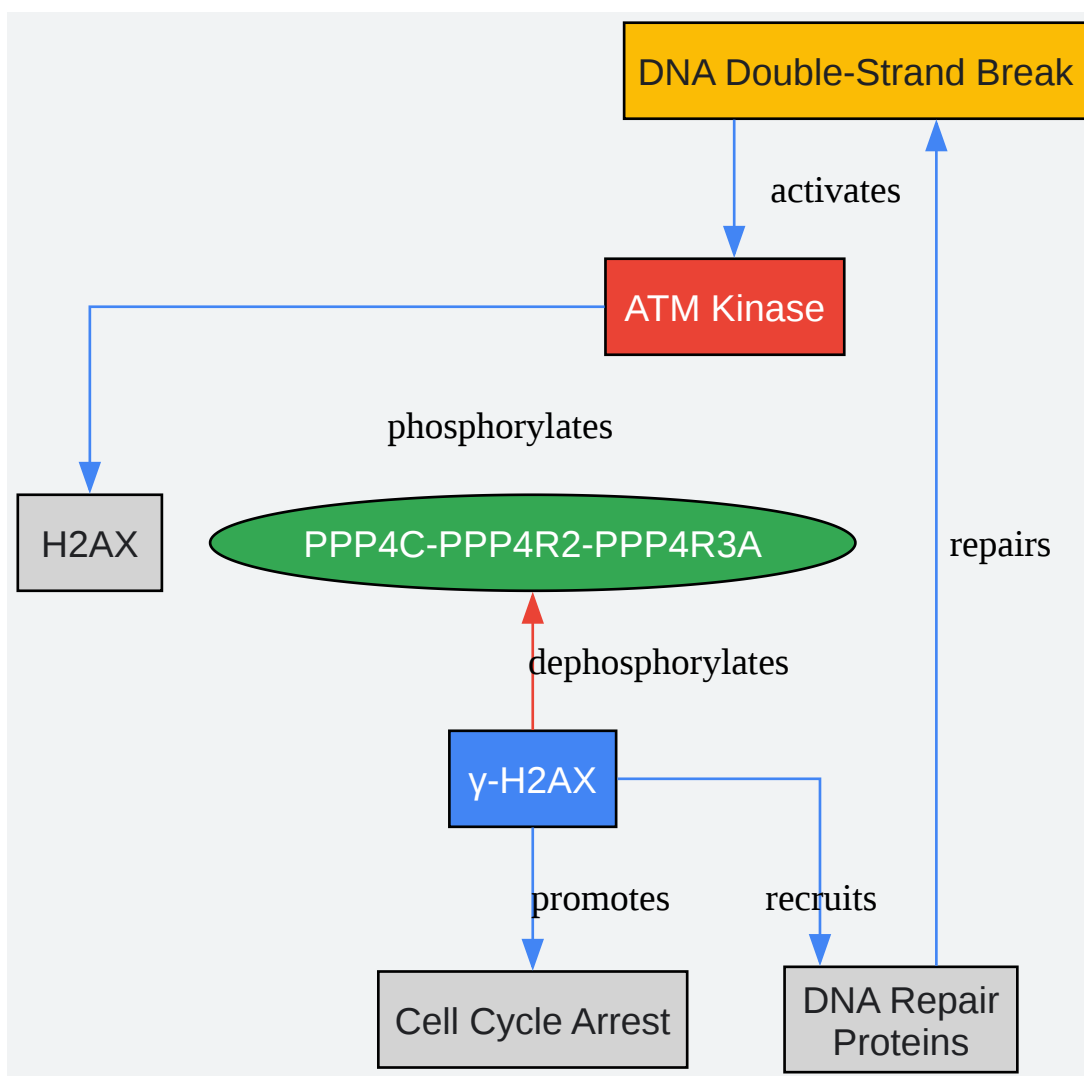 DNA Double-Strand Break
activates
ATM Kinase
phosphorylates
H2AX
PPP4C-PPP4R2-PPP4R3A
repairs
dephosphorylates
γ-H2AX
promotes
recruits
Cell Cycle Arrest
DNA Repair
Proteins